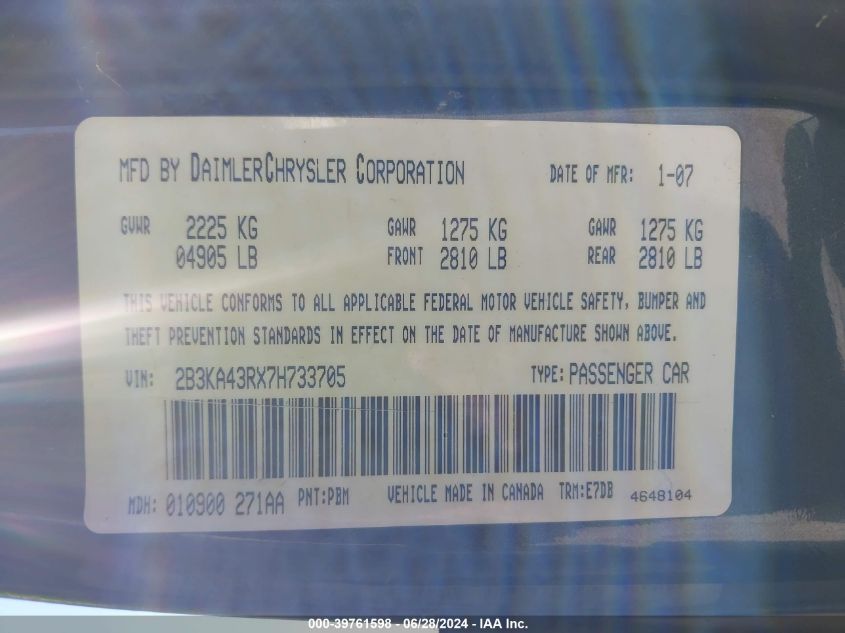 MFD BY DAIMLERCHRYSLER CORPORATION DATE OF MFR: 1-07
GVWR 2225 KG GAWR 1275 KG GAWR 1275 KG
04905 LB FRONT 2810 LB REAR 2810 LB
THIS VEHICLE CONFORMS TO ALL APPLICABLE FEDERAL MOTOR VEHICLE SAFETY, BUMPER AND
THEFT PREVENTION STANDARDS IN EFFECT ON THE DATE OF MANUFACTURE SHOWN ABOVE.
VIN: 2B3KA43RX7H733705 TYPE: PASSENGER CAR
MDH: 010900 271AA PNT:PBM VEHICLE MADE IN CANADA TRM:E7DB 4648104
000-39761598 - 06/28/2024 - IAA Inc.